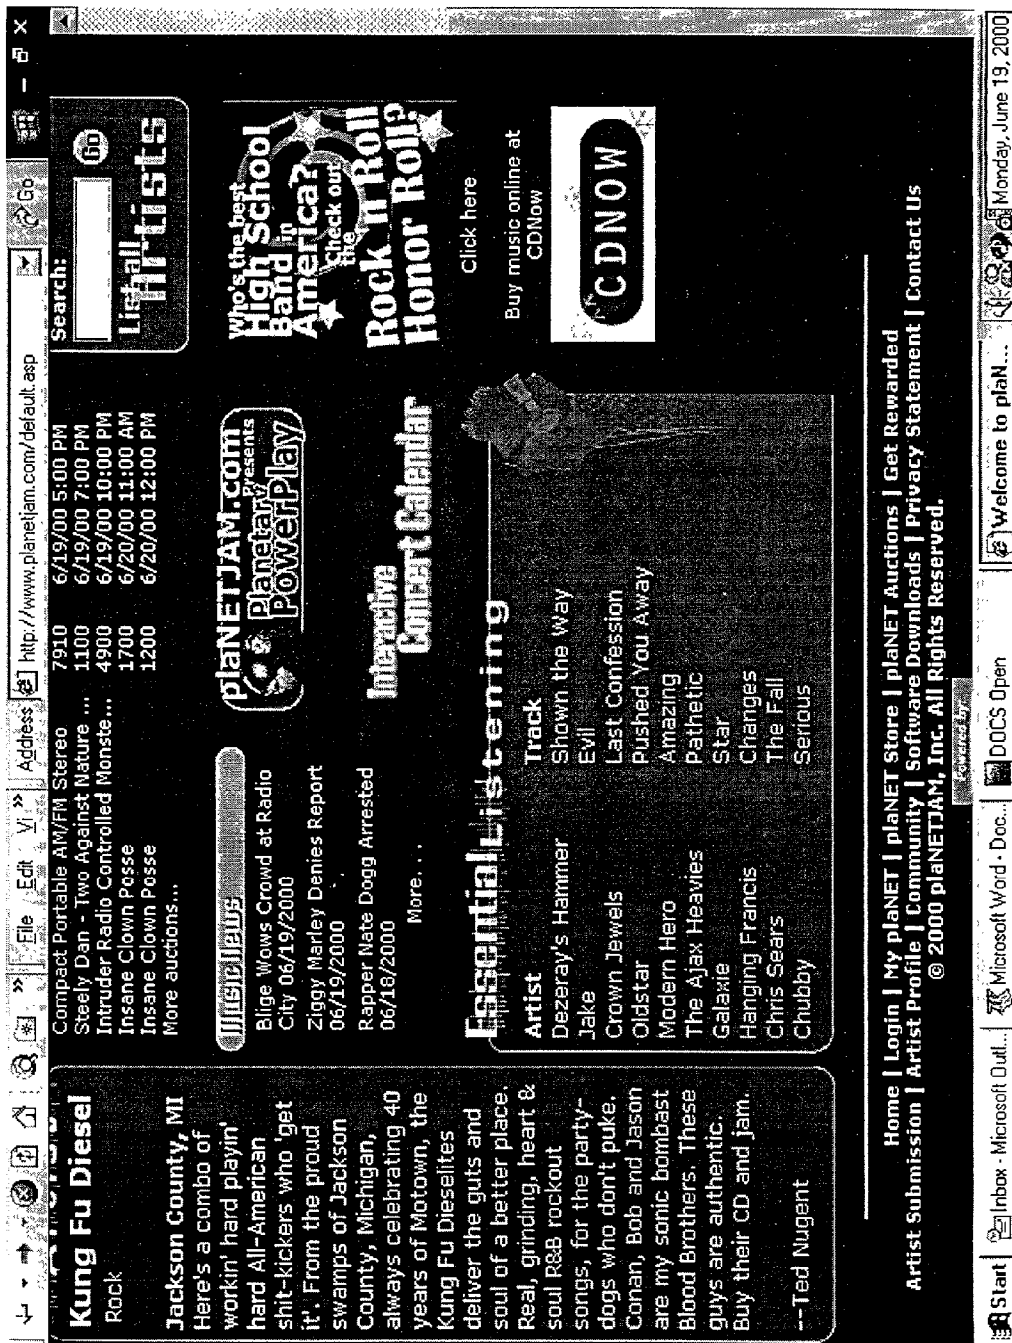 File Edit Vi » Address http://www.planetjam.com/default.asp Go
Kung Fu Diesel
Rock
Jackson County, MI
Here's a combo of
workin' hard playin'
hard All-American
shit-kickers who 'get
it'. From the proud
swamps of Jackson
County, Michigan,
always celebrating 40
years of Motown, the
Kung Fu Dieselites
deliver the guts and
soul of a better place.
Real, grinding, heart &
soul R&B rockout
songs, for the party-
dogs who don't puke.
Conan, Bob and Jason
are my sonic bombast
Blood Brothers. These
guys are authentic.
Buy their CD and jam.
--Ted Nugent
Compact Portable AM/FM Stereo 7910 6/19/00 5:00 PM
Steely Dan - Two Against Nature ... 1100 6/19/00 7:00 PM
Intruder Radio Controlled Monste... 4900 6/19/00 10:00 PM
Insane Clown Posse 1700 6/20/00 11:00 AM
Insane Clown Posse 1200 6/20/00 12:00 PM
More auctions...
Music News
Blige Wows Crowd at Radio
City 06/19/2000
Ziggy Marley Denies Report
06/19/2000
Rapper Nate Dogg Arrested
06/18/2000
More...
plaNETJAM.com
Presents
Planetary
PowerPlay
Interactive
Concert Calendar
Essential Listening
Artist Track
Dezeray's Hammer Shown the Way
Jake Evil
Crown Jewels Last Confession
Oldstar Pushed You Away
Modern Hero Amazing
The Ajax Heavies Pathetic
Galaxie Star
Hanging Francis Changes
Chris Sears The Fall
Chubby Serious
Search:
Go
List all
Artists
Who's the best
High School
Band in
America?
Check out
the
Rock n Roll
Honor Roll?
Click here
Buy music online at
CDNow
CDNOW
Home | Login | My plaNET | plaNET Store | plaNET Auctions | Get Rewarded
Artist Submission | Artist Profile | Community | Software Downloads | Privacy Statement | Contact Us
© 2000 plaNETJAM, Inc. All Rights Reserved.
Powered by
Start Inbox - Microsoft Outl... Microsoft Word - Doc... DOCS Open Welcome to plaN... Monday, June 19, 2000